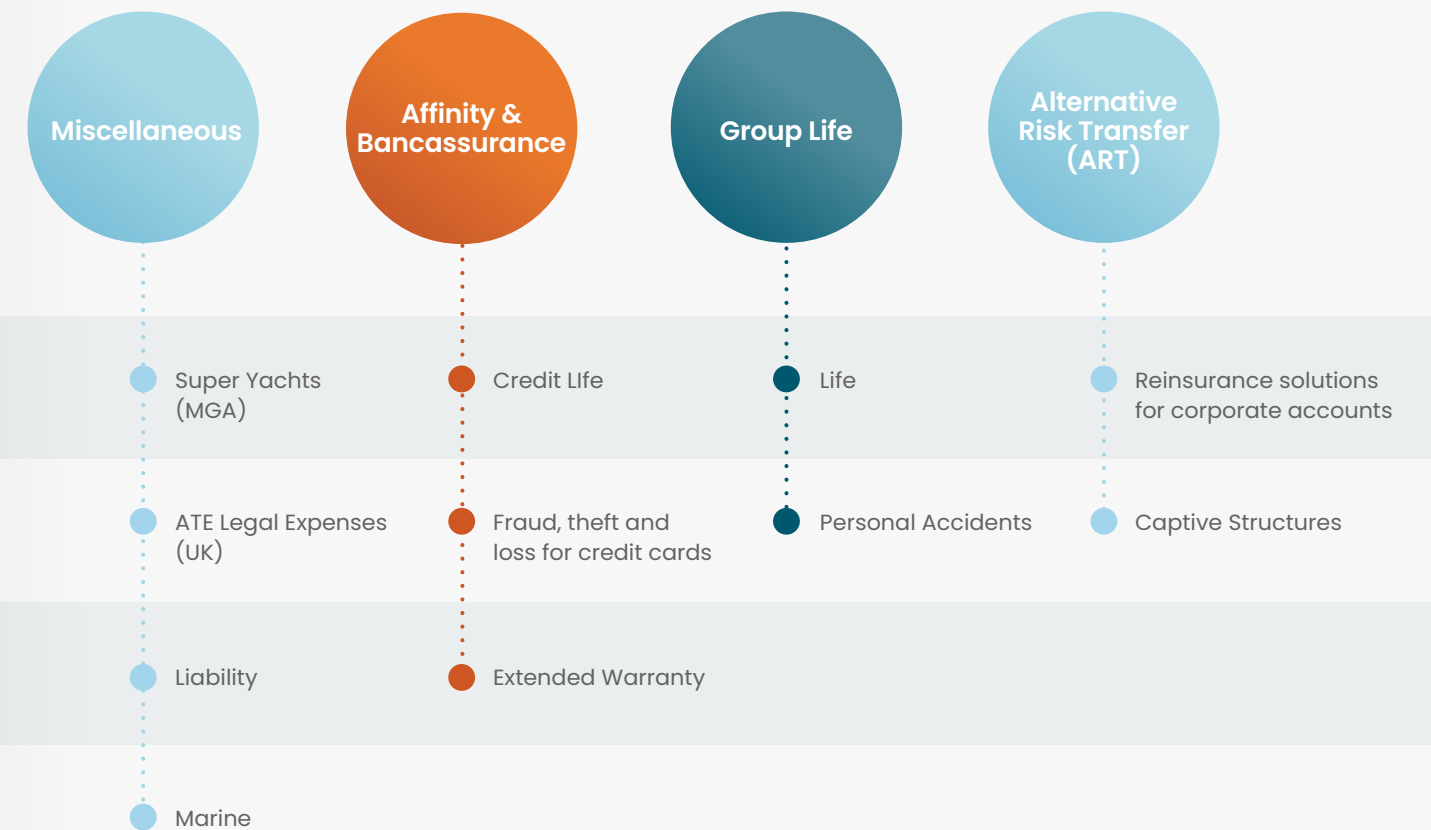 Miscellaneous
Affinity &
Bancassurance
Group Life
Alternative
Risk Transfer
(ART)
Super Yachts
(MGA)
Credit LIfe
Life
Reinsurance solutions
for corporate accounts
ATE Legal Expenses
(UK)
Fraud, theft and
loss for credit cards
Personal Accidents
Captive Structures
Liability
Extended Warranty
Marine